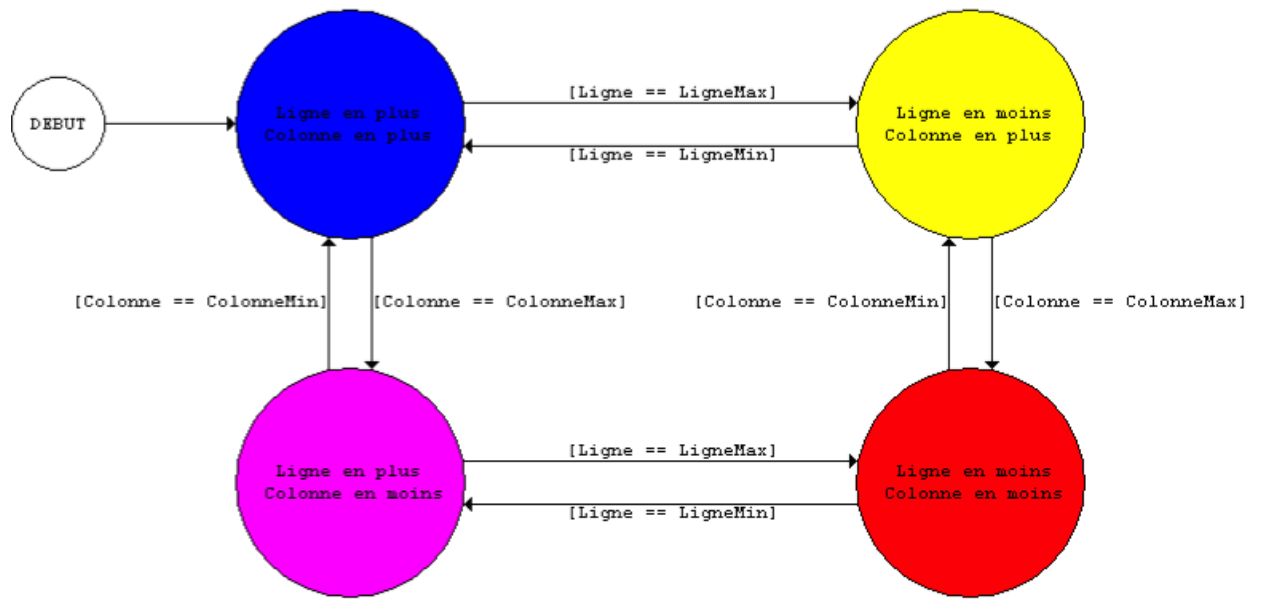 DEBUT
Ligne en plus
Colonne en plus
[Ligne == LigneMax]
[Ligne == LigneMin]
Ligne en moins
Colonne en plus
[Colonne == ColonneMin]
[Colonne == ColonneMax]
[Colonne == ColonneMin]
[Colonne == ColonneMax]
Ligne en plus
Colonne en moins
[Ligne == LigneMax]
[Ligne == LigneMin]
Ligne en moins
Colonne en moins